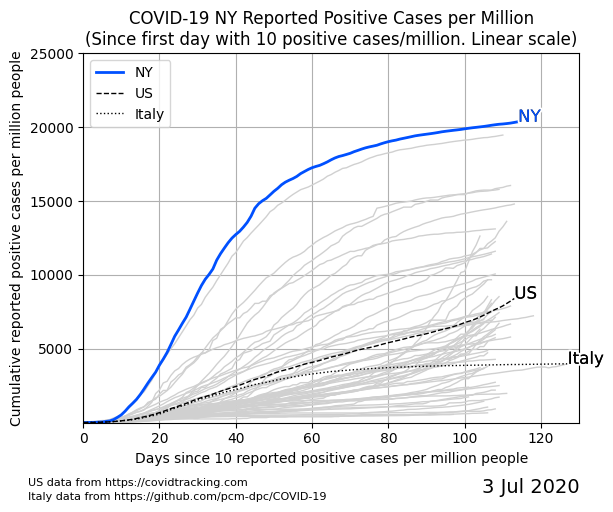 COVID-19 NY Reported Positive Cases per Million
(Since first day with 10 positive cases/million. Linear scale)
Cumulative reported positive cases per million people
25000
20000
15000
10000
5000
NY
US
Italy
NY
US
Italy
0
20
40
60
80
100
120
Days since 10 reported positive cases per million people
US data from https://covidtracking.com
Italy data from https://github.com/pcm-dpc/COVID-19
3 Jul 2020